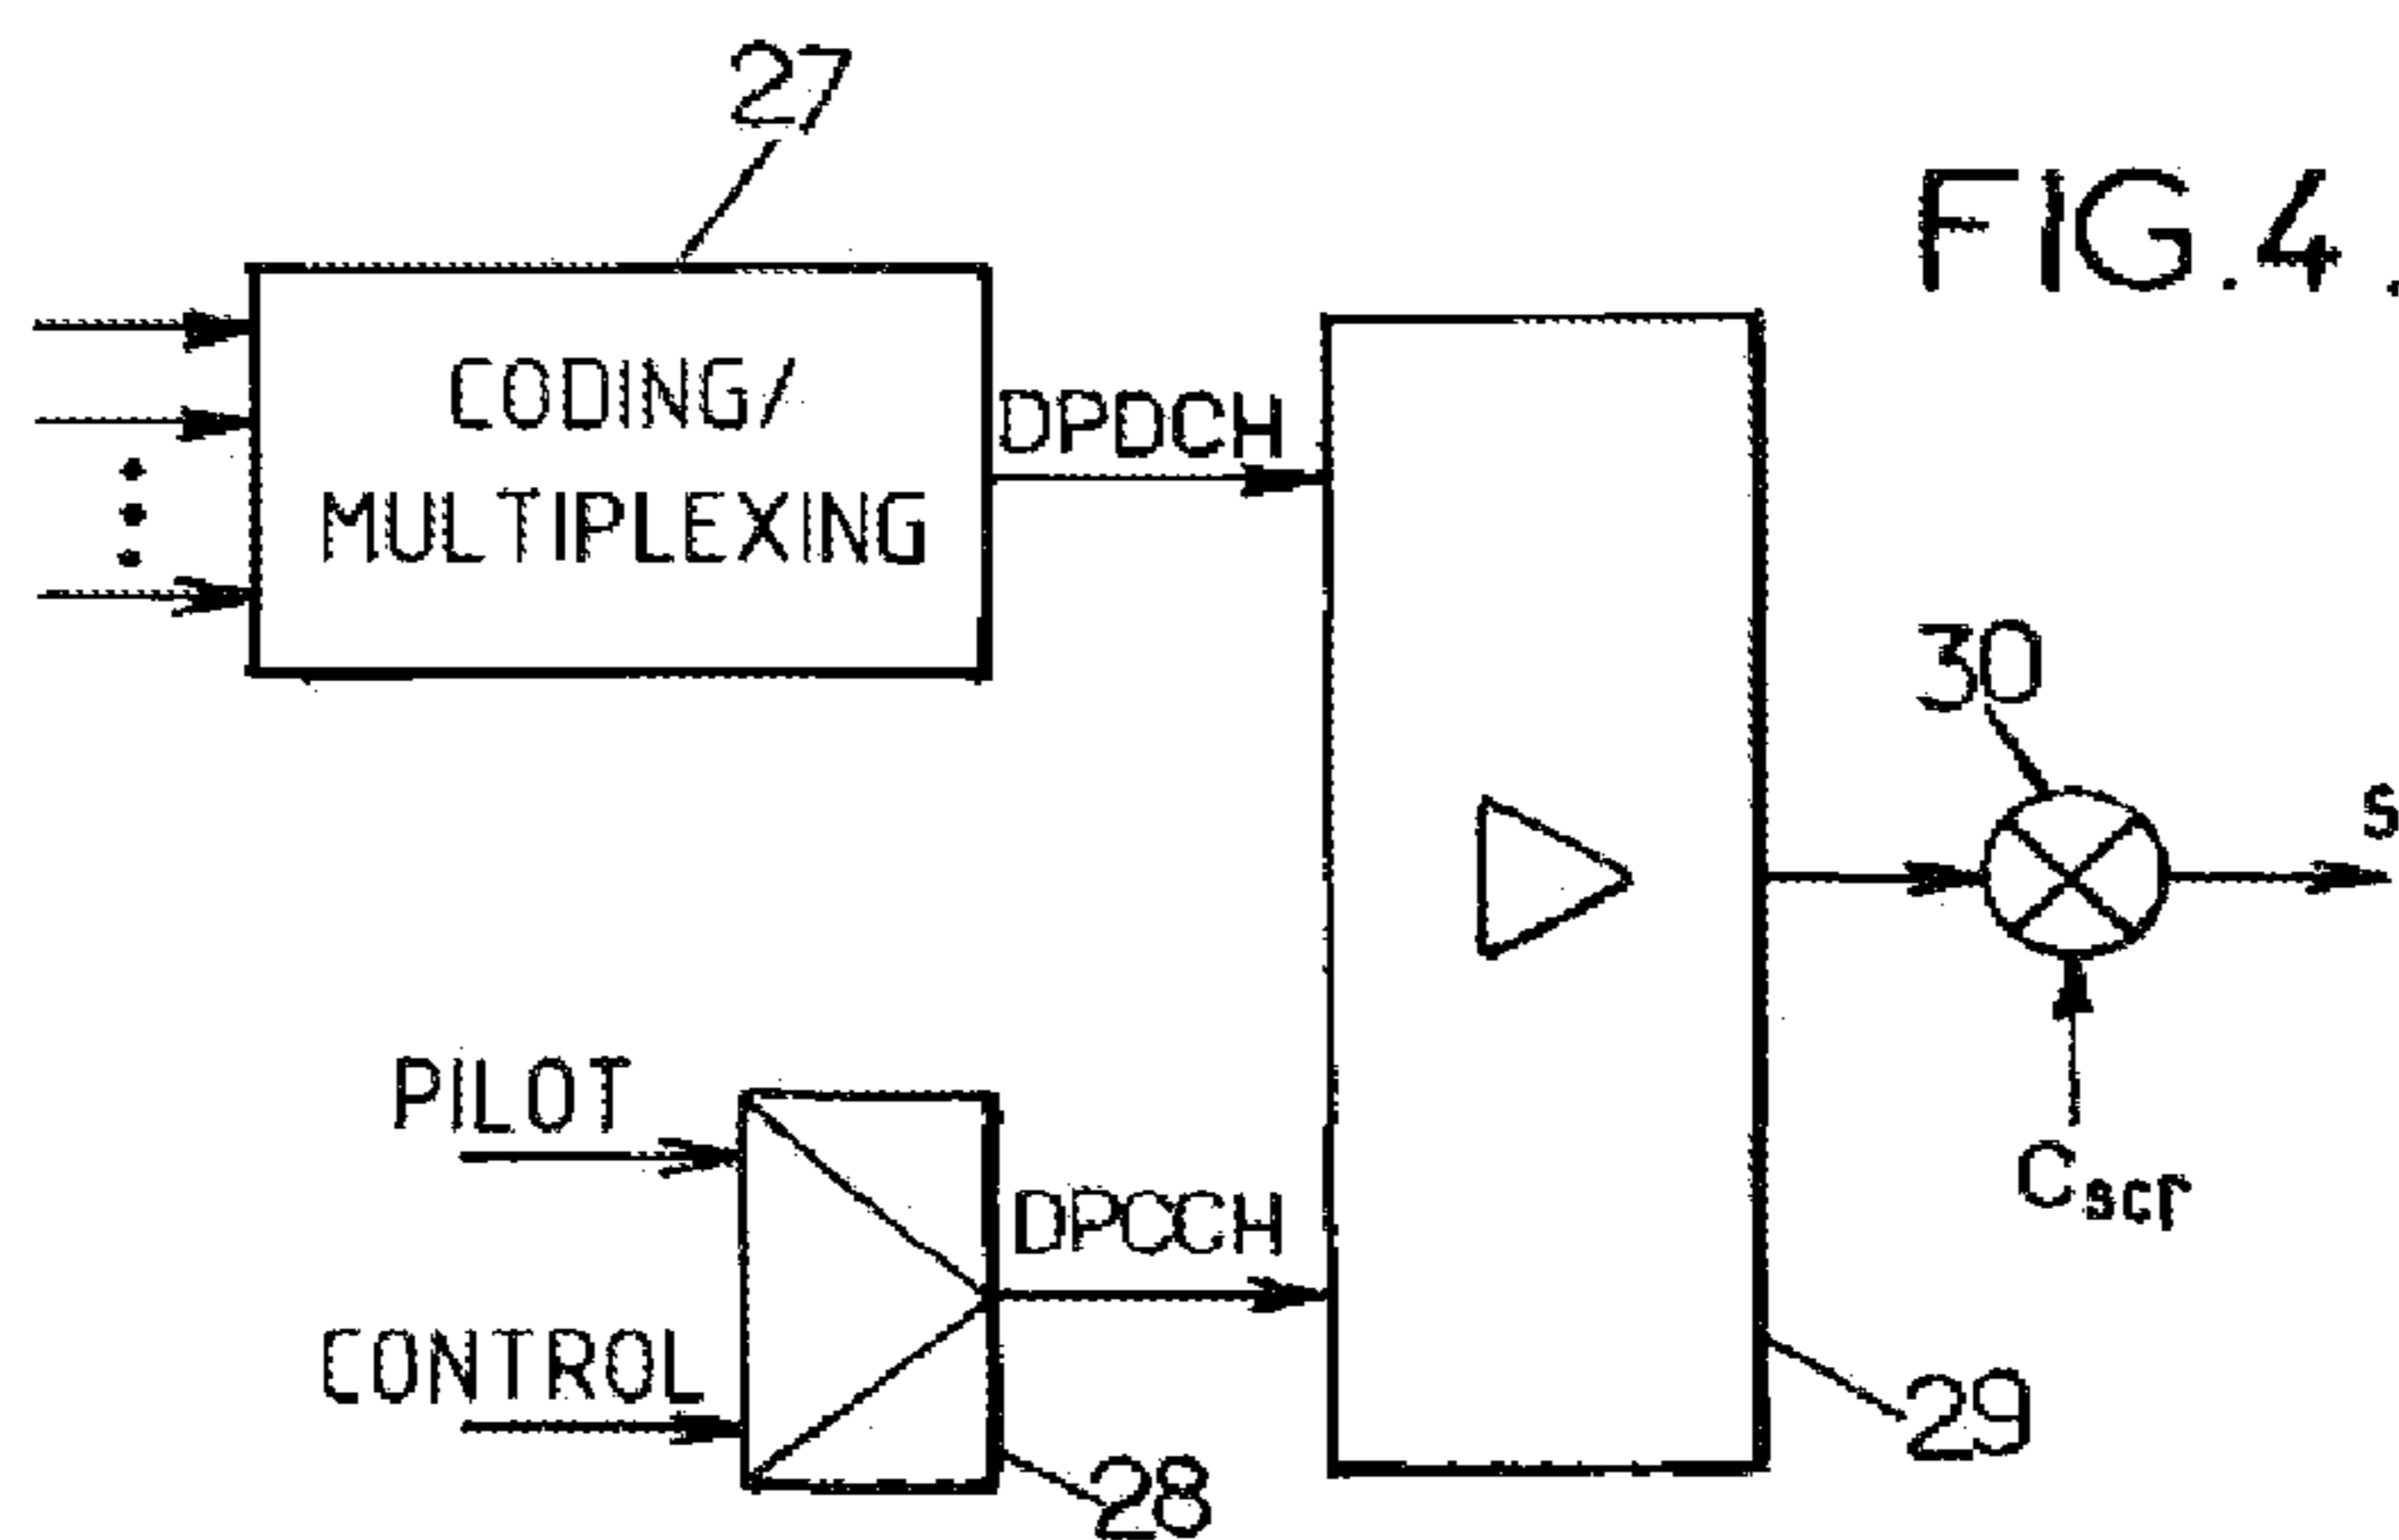 27
FIG.4.
CODING/
MULTIPLEXING
DPDCH
30
s
Cscr
PILOT
DPCCH
CONTROL
29
28